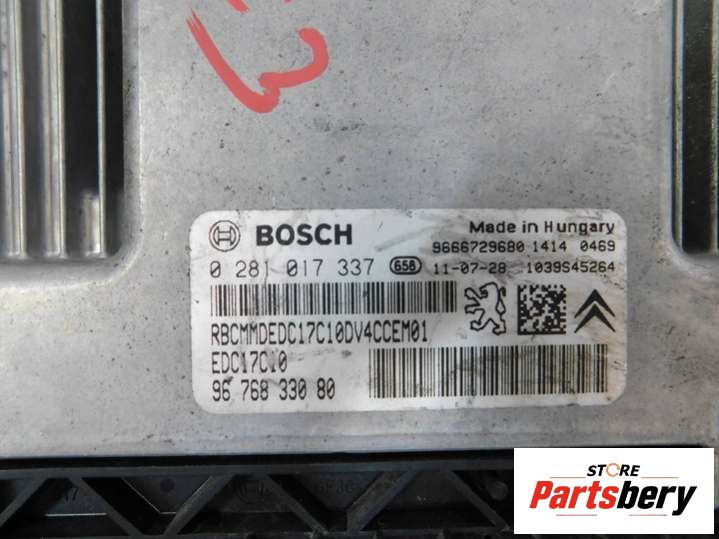 BOSCH
Made in Hungary
9666729680 1414 0469
0 281 017 337 658 11-07-28 1039S45264
RBCMMDEDC17C10DV4CCEM01
EDC17C10
96 768 330 80
STORE
Partsbery